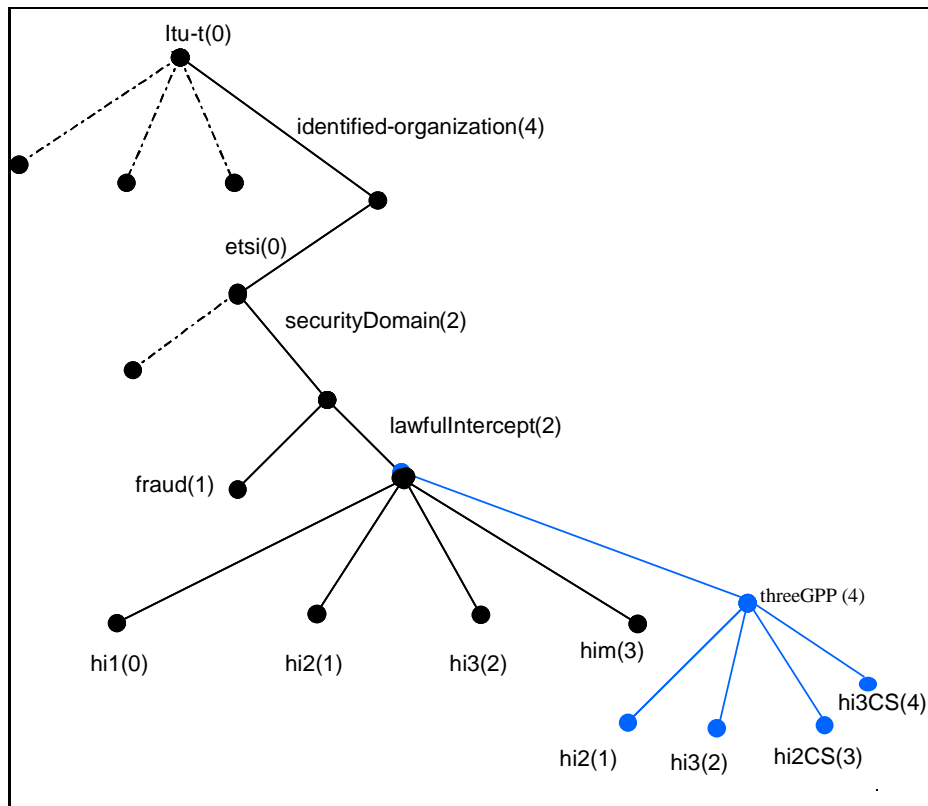 Itu-t(0)
identified-organization(4)
etsi(0)
securityDomain(2)
lawfulIntercept(2)
fraud(1)
threeGPP (4)
hi1(0)
hi2(1)
hi3(2)
him(3)
hi3CS(4)
hi2(1)
hi3(2)
hi2CS(3)